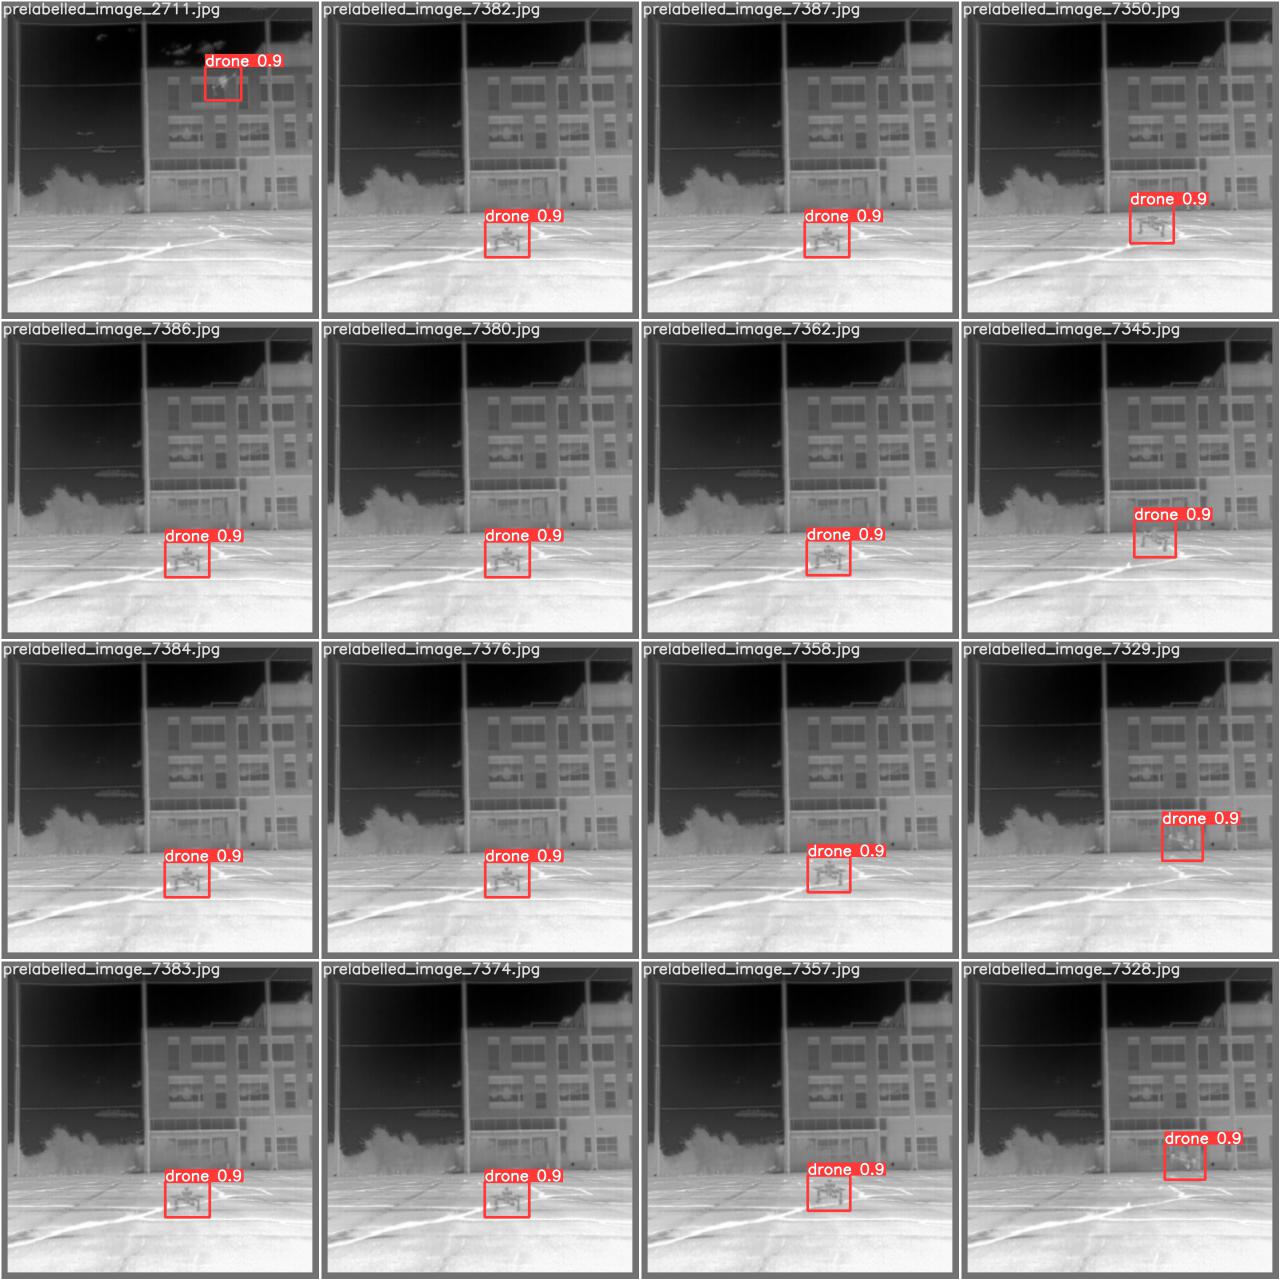 prelabelled_image_2711.jpg
drone 0.9
prelabelled_image_7382.jpg
drone 0.9
prelabelled_image_7387.jpg
drone 0.9
prelabelled_image_7350.jpg
drone 0.9
prelabelled_image_7386.jpg
drone 0.9
prelabelled_image_7380.jpg
drone 0.9
prelabelled_image_7362.jpg
drone 0.9
prelabelled_image_7345.jpg
drone 0.9
prelabelled_image_7384.jpg
drone 0.9
prelabelled_image_7376.jpg
drone 0.9
prelabelled_image_7358.jpg
drone 0.9
prelabelled_image_7329.jpg
drone 0.9
prelabelled_image_7383.jpg
drone 0.9
prelabelled_image_7374.jpg
drone 0.9
prelabelled_image_7357.jpg
drone 0.9
prelabelled_image_7328.jpg
drone 0.9